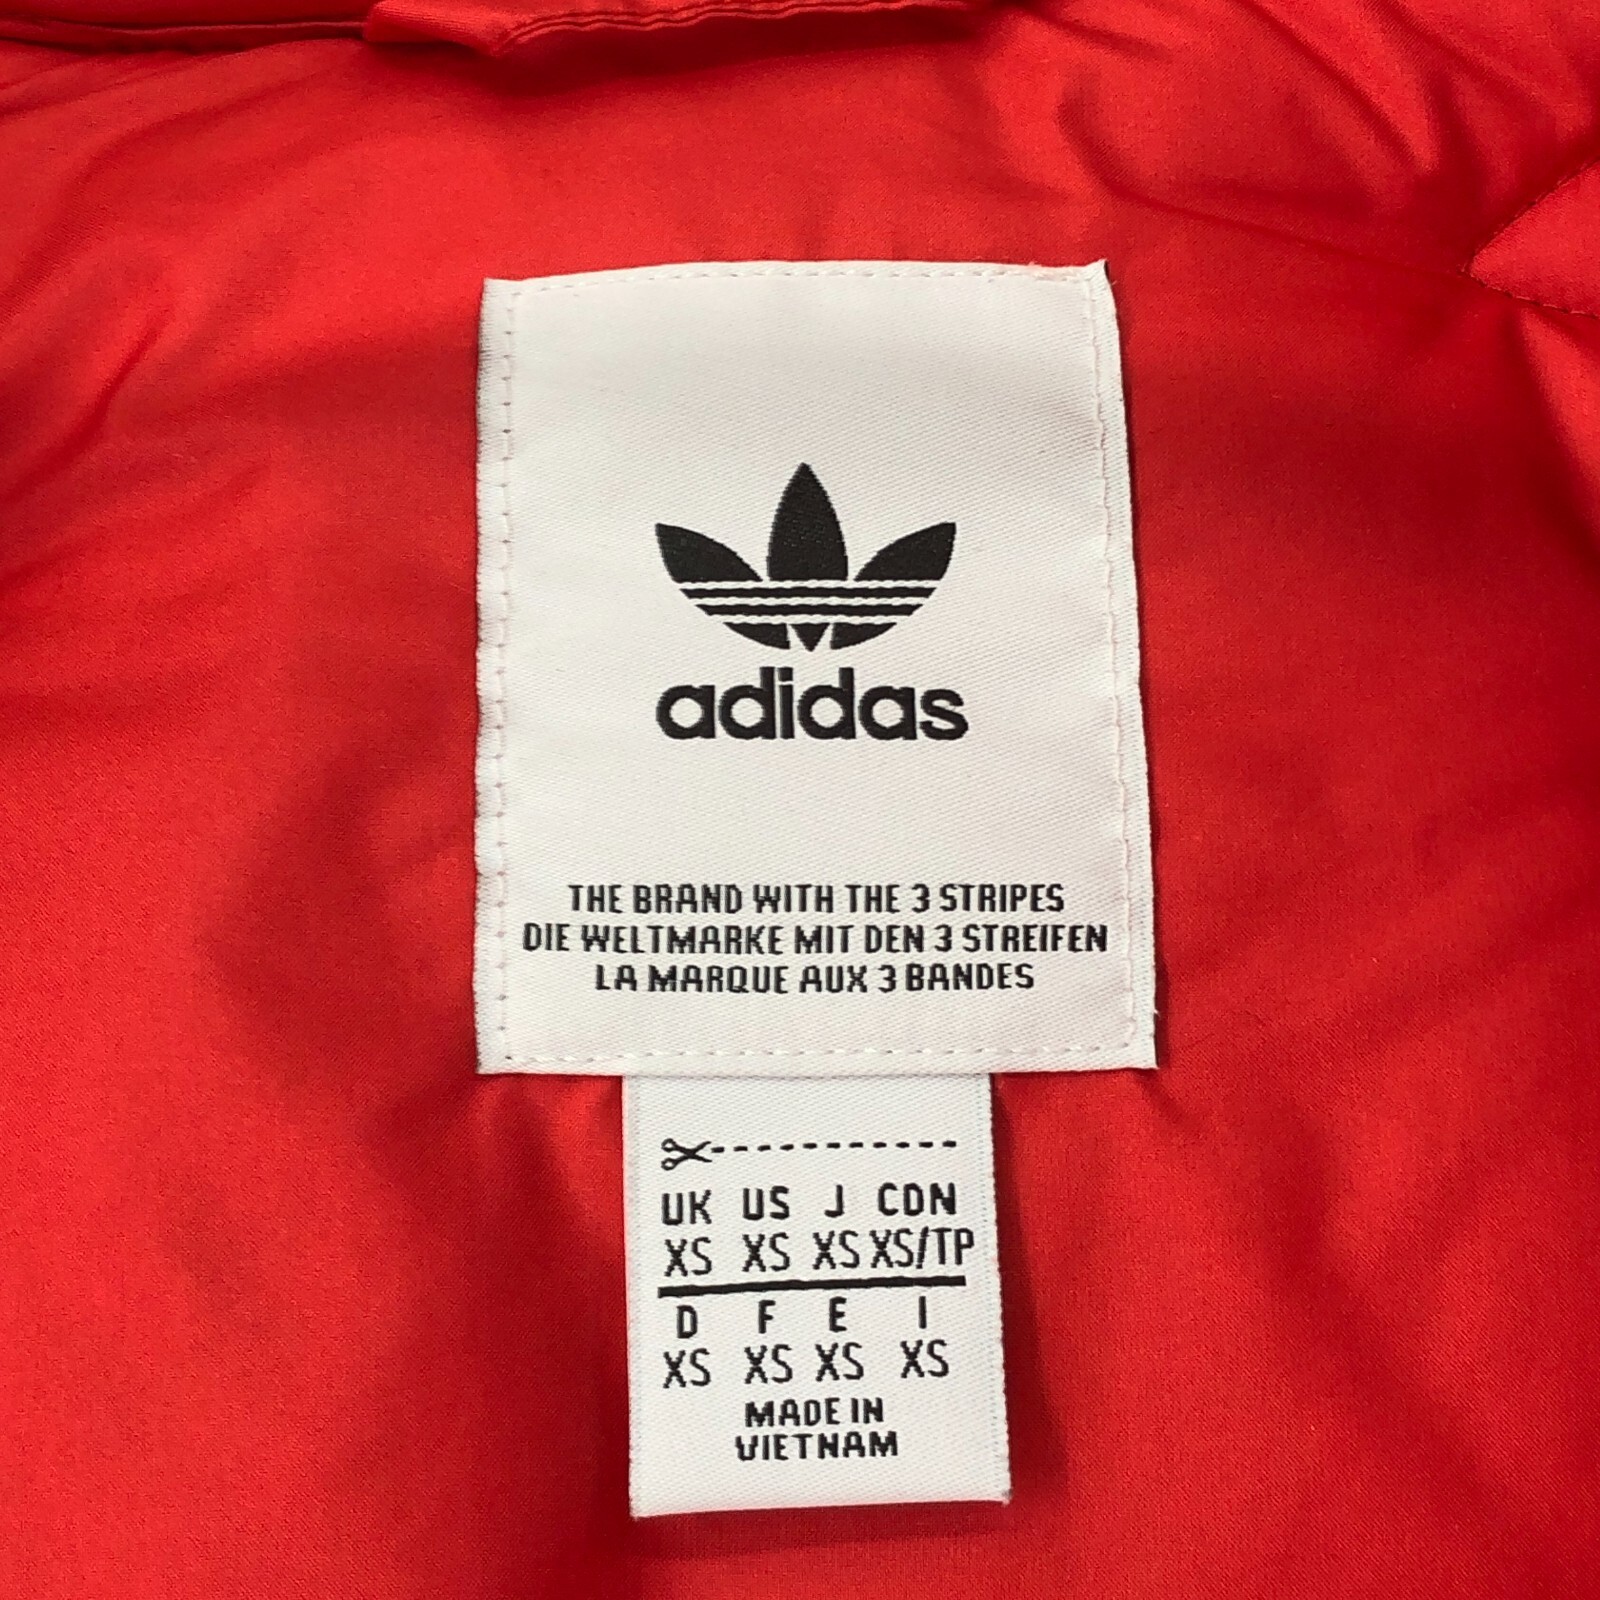 adidas
THE BRAND WITH THE 3 STRIPES
DIE WELTMARKE MIT DEN 3 STREIFEN
LA MARQUE AUX 3 BANDES
UK US J CDN
XS XS XS XS/TP
D F E I
XS XS XS XS
MADE IN
VIETNAM